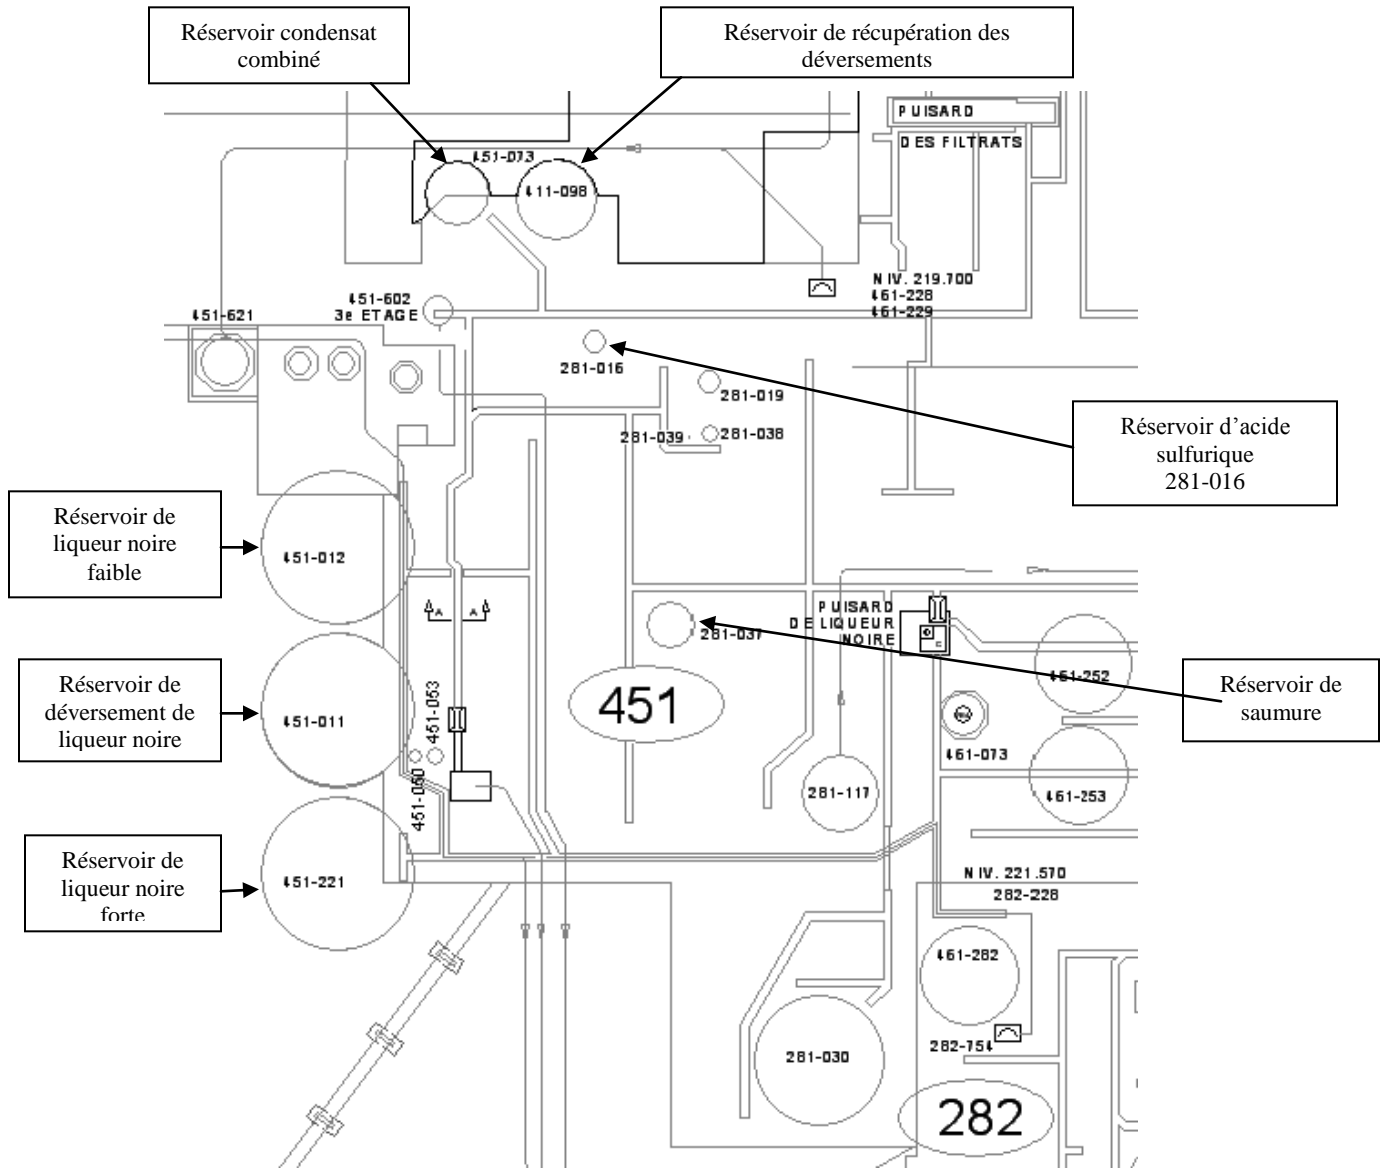 Réservoir condensat
combiné
Réservoir de récupération des
déversements
PUISARD
DES FILTRATS
451-073
411-098
NIV. 219.700
461-228
461-229
451-602
3e ETAGE
451-621
281-016
281-019
281-039
281-038
Réservoir d’acide
sulfurique
281-016
Réservoir de
liqueur noire
faible
451-012
A A
PUISARD
DE LIQUEUR
NOIRE
281-037
461-252
Réservoir de
saumure
Réservoir de
déversement de
liqueur noire
451-011
451-053
451-050
451
461-073
281-117
461-253
Réservoir de
liqueur noire
forte
451-221
NIV. 221.570
282-228
461-282
282-754
281-030
282